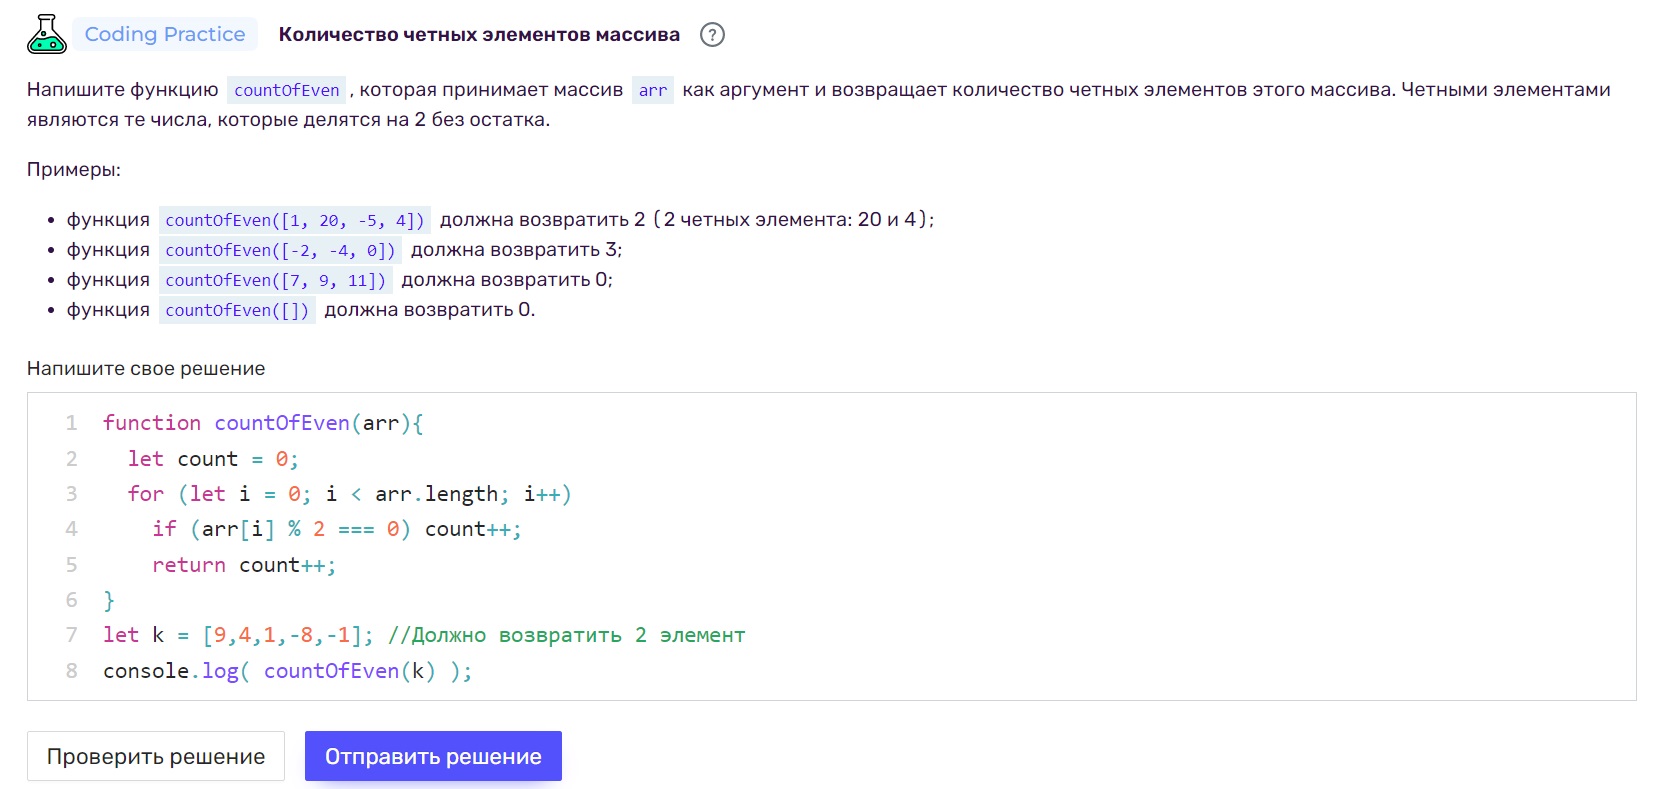 Coding Practice Количество четных элементов массива ?
Напишите функцию countOfEven , которая принимает массив arr как аргумент и возвращает количество четных элементов этого массива. Четными элементами
являются те числа, которые делятся на 2 без остатка.
Примеры:
• функция countOfEven([1, 20, -5, 4]) должна возвратить 2 (2 четных элемента: 20 и 4);
• функция countOfEven([-2, -4, 0]) должна возвратить 3;
• функция countOfEven([7, 9, 11]) должна возвратить 0;
• функция countOfEven([]) должна возвратить 0.
Напишите свое решение
1 function countOfEven(arr){
2   let count = 0;
3   for (let i = 0; i < arr.length; i++)
4     if (arr[i] % 2 === 0) count++;
5     return count++;
6 }
7 let k = [9,4,1,-8,-1]; //Должно возвратить 2 элемент
8 console.log( countOfEven(k) );
Проверить решение Отправить решение